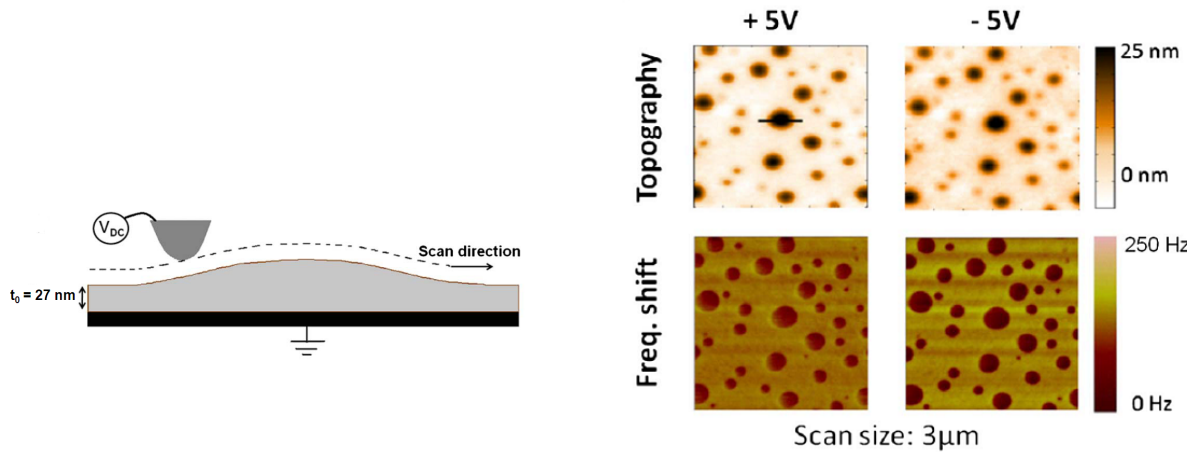 V_DC
Scan direction
t₀ = 27 nm
+ 5V
- 5V
Topography
25 nm
0 nm
Freq. shift
250 Hz
0 Hz
Scan size: 3μm